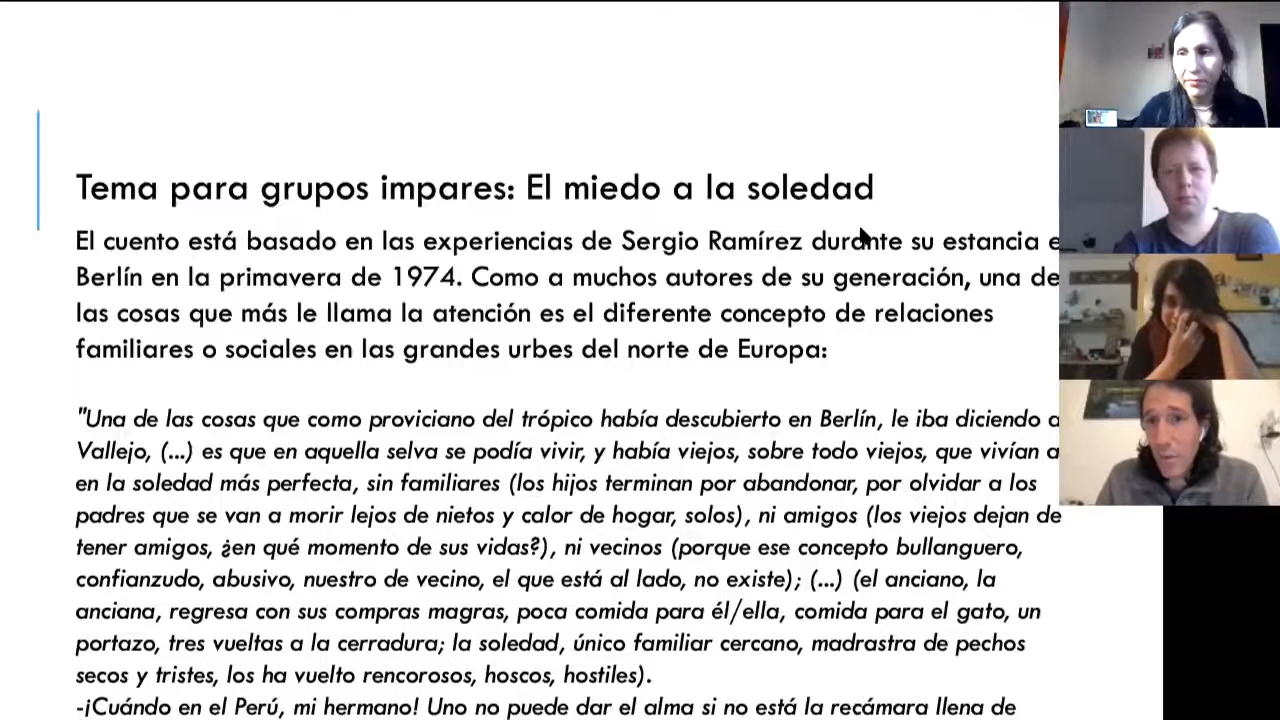 Tema para grupos impares: El miedo a la soledad
El cuento está basado en las experiencias de Sergio Ramírez durante su estancia e
Berlín en la primavera de 1974. Como a muchos autores de su generación, una de
las cosas que más le llama la atención es el diferente concepto de relaciones
familiares o sociales en las grandes urbes del norte de Europa:
"Una de las cosas que como proviciano del trópico había descubierto en Berlín, le iba diciendo a
Vallejo, (...) es que en aquella selva se podía vivir, y había viejos, sobre todo viejos, que vivían a
en la soledad más perfecta, sin familiares (los hijos terminan por abandonar, por olvidar a los
padres que se van a morir lejos de nietos y calor de hogar, solos), ni amigos (los viejos dejan de
tener amigos, ¿en qué momento de sus vidas?), ni vecinos (porque ese concepto bullanguero,
confianzudo, abusivo, nuestro de vecino, el que está al lado, no existe); (...) (el anciano, la
anciana, regresa con sus compras magras, poca comida para él/ella, comida para el gato, un
portazo, tres vueltas a la cerradura; la soledad, único familiar cercano, madrastra de pechos
secos y tristes, los ha vuelto rencorosos, hoscos, hostiles).
-¡Cuándo en el Perú, mi hermano! Uno no puede dar el alma si no está la recámara llena de